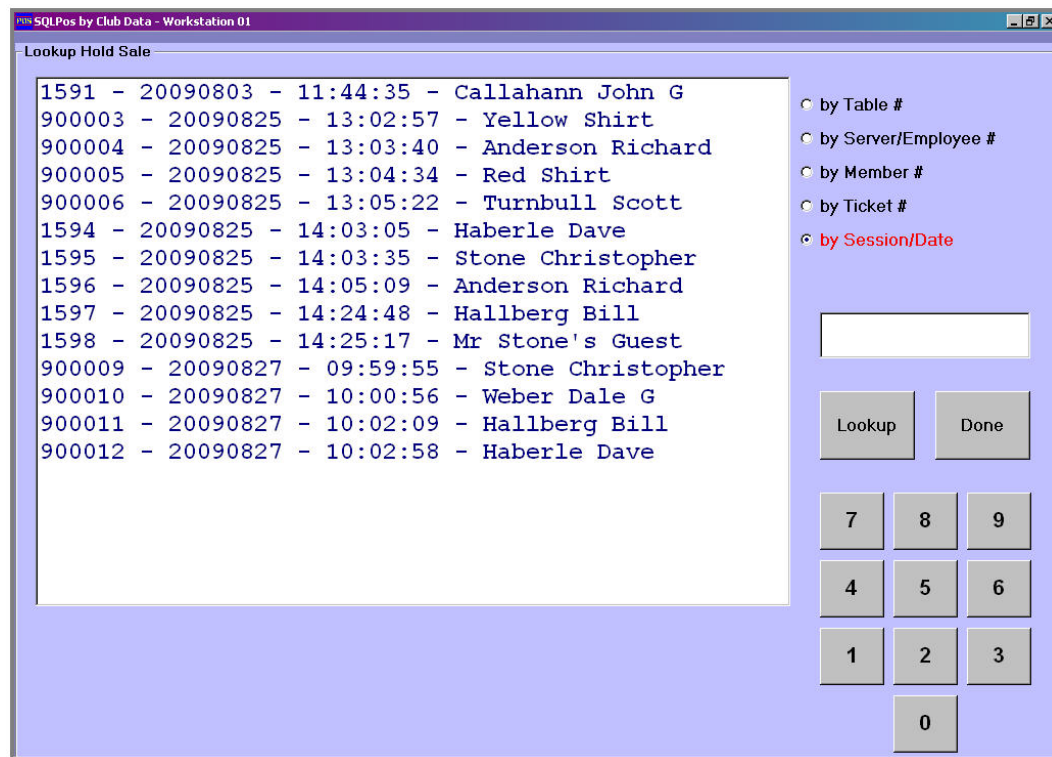 POS SQLPos by Club Data - Workstation 01
Lookup Hold Sale
1591 - 20090803 - 11:44:35 - Callahann John G
900003 - 20090825 - 13:02:57 - Yellow Shirt
900004 - 20090825 - 13:03:40 - Anderson Richard
900005 - 20090825 - 13:04:34 - Red Shirt
900006 - 20090825 - 13:05:22 - Turnbull Scott
1594 - 20090825 - 14:03:05 - Haberle Dave
1595 - 20090825 - 14:03:35 - Stone Christopher
1596 - 20090825 - 14:05:09 - Anderson Richard
1597 - 20090825 - 14:24:48 - Hallberg Bill
1598 - 20090825 - 14:25:17 - Mr Stone's Guest
900009 - 20090827 - 09:59:55 - Stone Christopher
900010 - 20090827 - 10:00:56 - Weber Dale G
900011 - 20090827 - 10:02:09 - Hallberg Bill
900012 - 20090827 - 10:02:58 - Haberle Dave
by Table #
by Server/Employee #
by Member #
by Ticket #
by Session/Date
Lookup Done
7 8 9
4 5 6
1 2 3
0